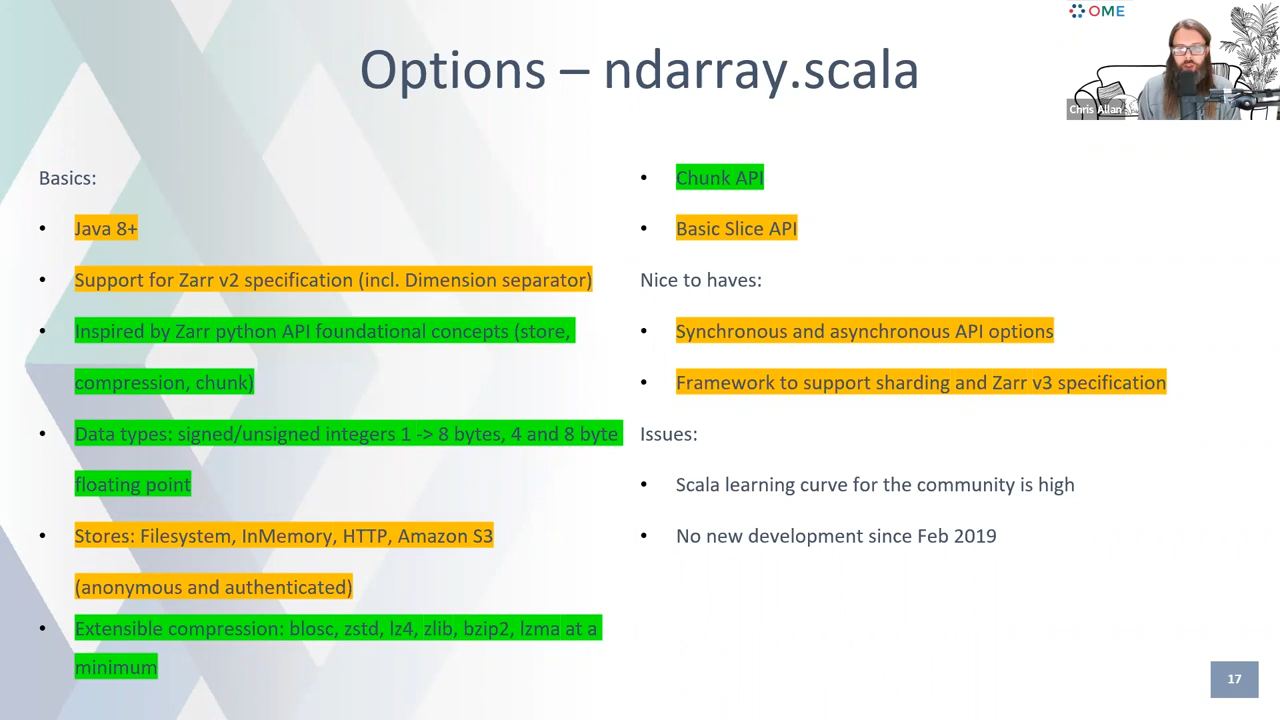 OME
Chris Allan
Options – ndarray.scala
Basics:
• Java 8+
• Support for Zarr v2 specification (incl. Dimension separator)
• Inspired by Zarr python API foundational concepts (store,
compression, chunk)
• Data types: signed/unsigned integers 1 -> 8 bytes, 4 and 8 byte
floating point
• Stores: Filesystem, InMemory, HTTP, Amazon S3
(anonymous and authenticated)
• Extensible compression: blosc, zstd, lz4, zlib, bzip2, lzma at a
minimum
• Chunk API
• Basic Slice API
Nice to haves:
• Synchronous and asynchronous API options
• Framework to support sharding and Zarr v3 specification
Issues:
• Scala learning curve for the community is high
• No new development since Feb 2019
17